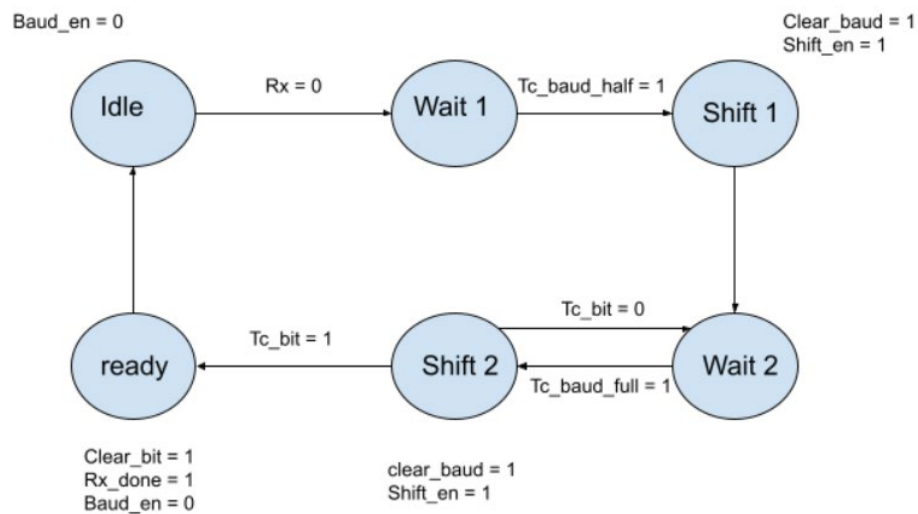 Baud_en = 0
Clear_baud = 1
Shift_en = 1
Idle
Rx = 0
Wait 1
Tc_baud_half = 1
Shift 1
ready
Tc_bit = 1
Shift 2
Tc_bit = 0
Tc_baud_full = 1
Wait 2
Clear_bit = 1
Rx_done = 1
Baud_en = 0
clear_baud = 1
Shift_en = 1